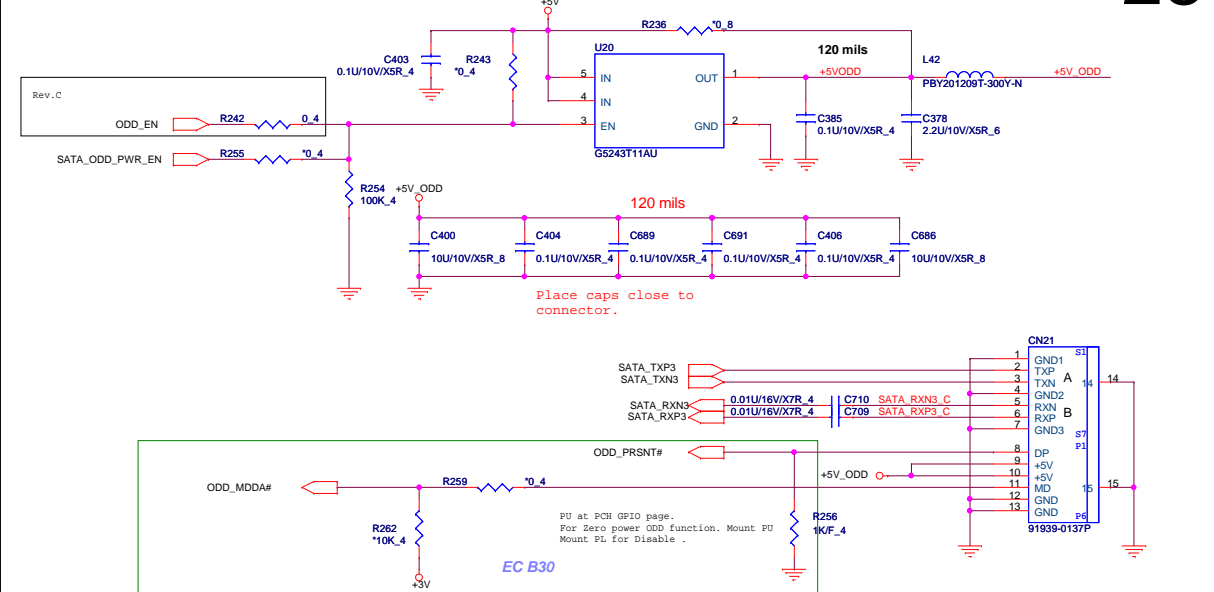 +5V
R236 *0_8
C403
0.1U/10V/X5R_4
R243
*0_4
U20
5 IN OUT 1
4 IN
3 EN GND 2
G5243T11AU
120 mils
+5VODD
L42
PBY201209T-300Y-N
+5V_ODD
C385
0.1U/10V/X5R_4
C378
2.2U/10V/X5R_6
Rev.C
ODD_EN R242 0_4
SATA_ODD_PWR_EN R255 *0_4
R254
100K_4
+5V_ODD
120 mils
C400
10U/10V/X5R_8
C404
0.1U/10V/X5R_4
C689
0.1U/10V/X5R_4
C691
0.1U/10V/X5R_4
C406
0.1U/10V/X5R_4
C686
10U/10V/X5R_8
Place caps close to
connector.
CN21
SATA_TXP3
SATA_TXN3
SATA_RXN3 0.01U/16V/X7R_4 C710 SATA_RXN3_C
SATA_RXP3 0.01U/16V/X7R_4 C709 SATA_RXP3_C
1 GND1 S1
2 TXP
3 TXN A 14 14
4 GND2
5 RXN B
6 RXP
7 GND3 S7
P1
8 DP
9 +5V
10 +5V
11 MD 15 15
12 GND
13 GND P6
91939-0137P
ODD_PRSNT#
+5V_ODD
ODD_MDDA# R259 *0_4
R262
*10K_4
+3V
PU at PCH GPIO page.
For Zero power ODD function. Mount PU
Mount PL for Disable .
R256
1K/F_4
EC B30